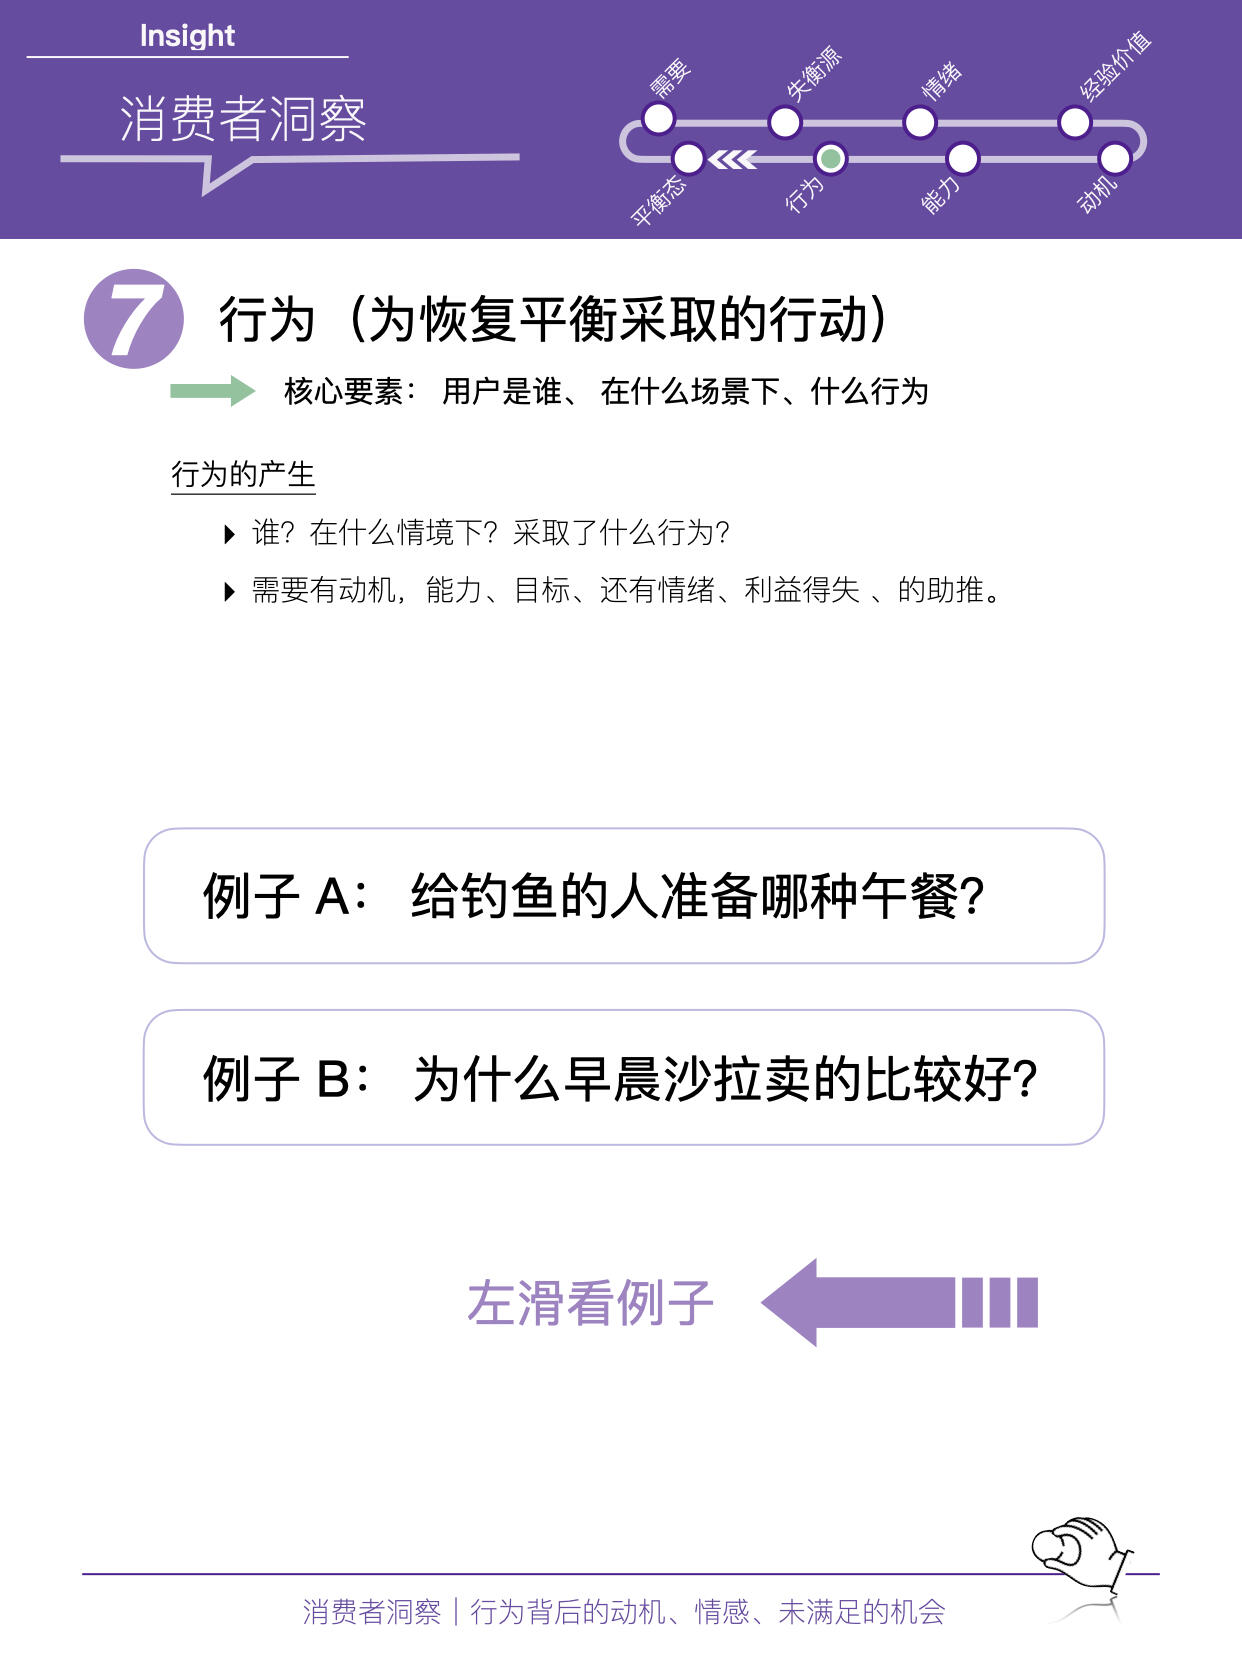 Insight
消费者洞察
需要
失衡源
情绪
经验价值
平衡态
行为
能力
动机
7
行为（为恢复平衡采取的行动）
核心要素： 用户是谁、 在什么场景下、什么行为
行为的产生
谁？在什么情境下？采取了什么行为？
需要有动机，能力、目标、还有情绪、利益得失 、的助推。
例子 A： 给钓鱼的人准备哪种午餐？
例子 B： 为什么早晨沙拉卖的比较好？
左滑看例子
消费者洞察｜行为背后的动机、情感、未满足的机会